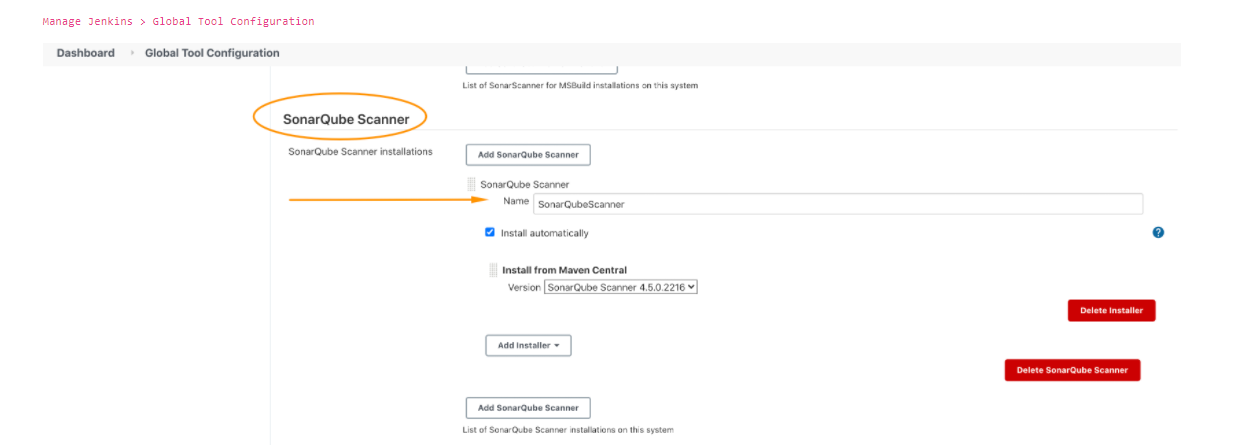 Manage Jenkins > Global Tool Configuration
Dashboard › Global Tool Configuration
List of SonarScanner for MSBuild installations on this system
SonarQube Scanner
SonarQube Scanner installations
Add SonarQube Scanner
SonarQube Scanner
Name SonarQubeScanner
Install automatically
?
Install from Maven Central
Version SonarQube Scanner 4.5.0.2216
Delete Installer
Add Installer
Delete SonarQube Scanner
Add SonarQube Scanner
List of SonarQube Scanner installations on this system